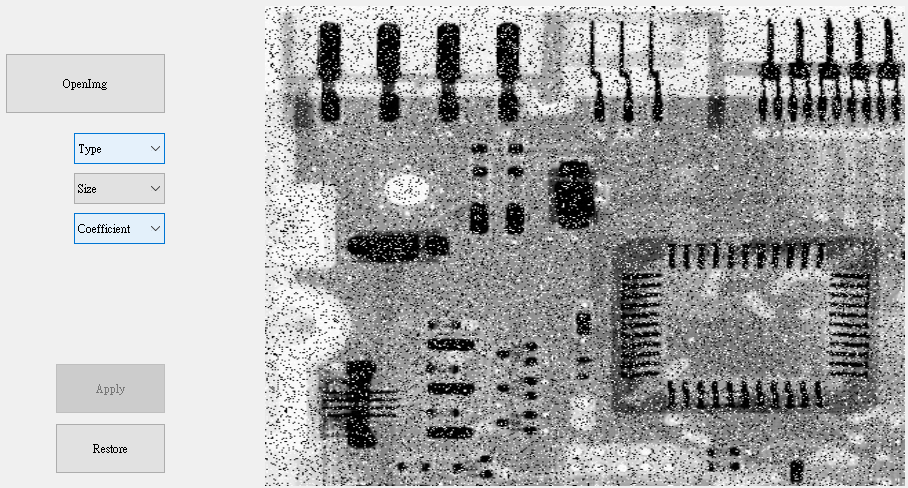 OpenImg
Type
Size
Coefficient
Apply
Restore